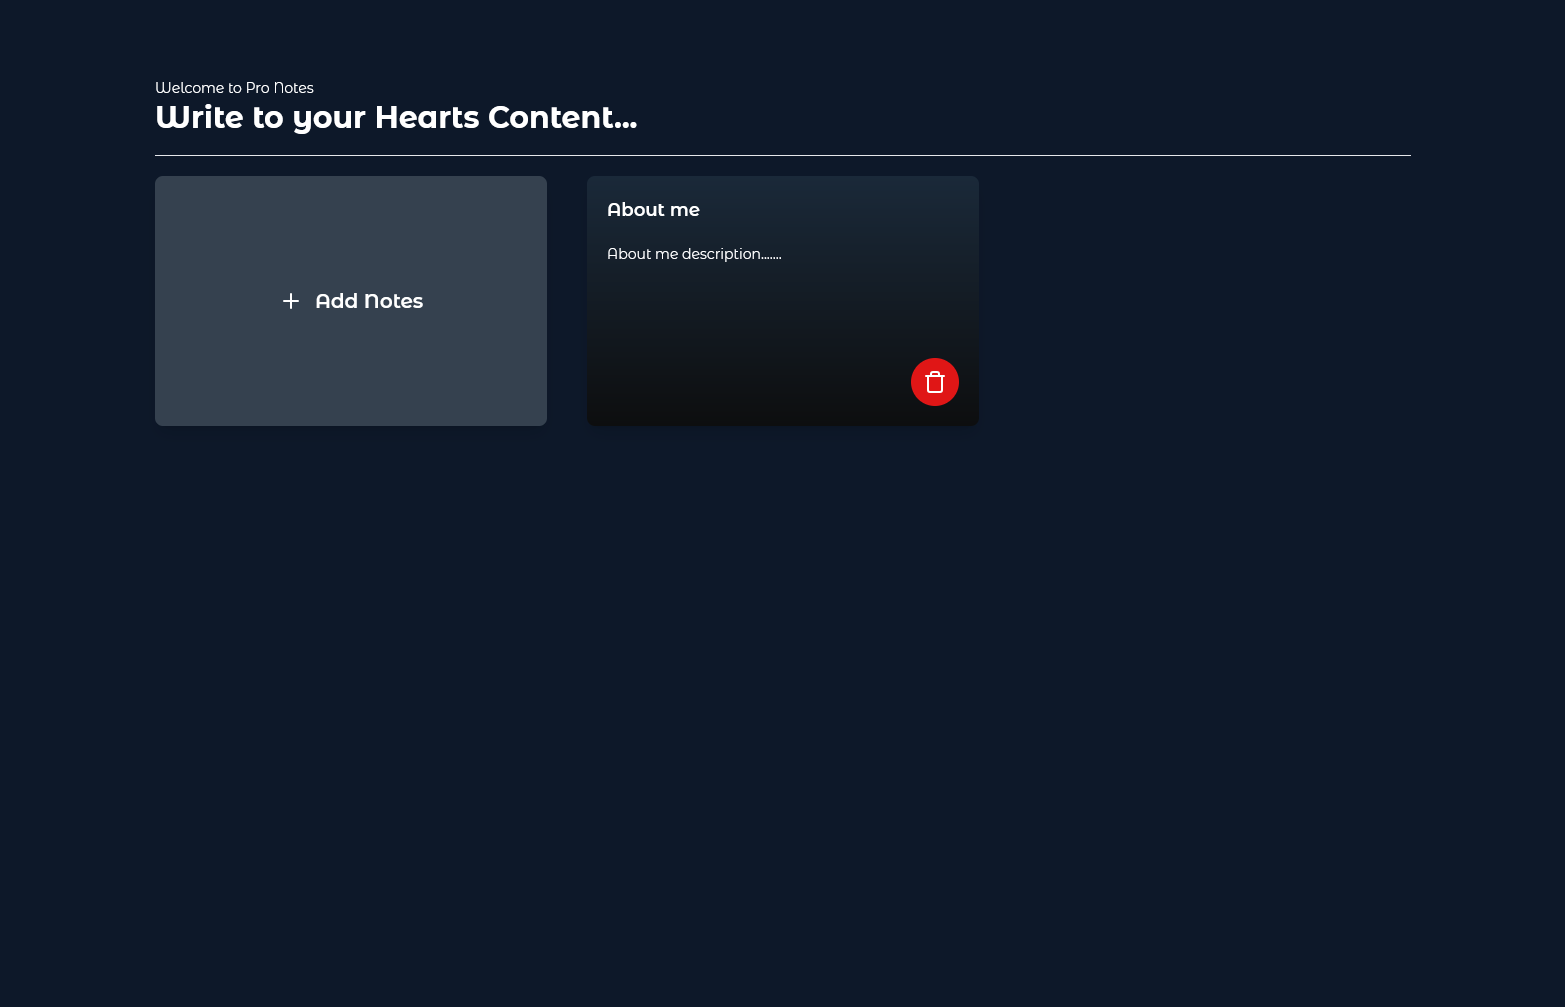 Welcome to Pro Notes
Write to your Hearts Content...
Add Notes
About me
About me description.......